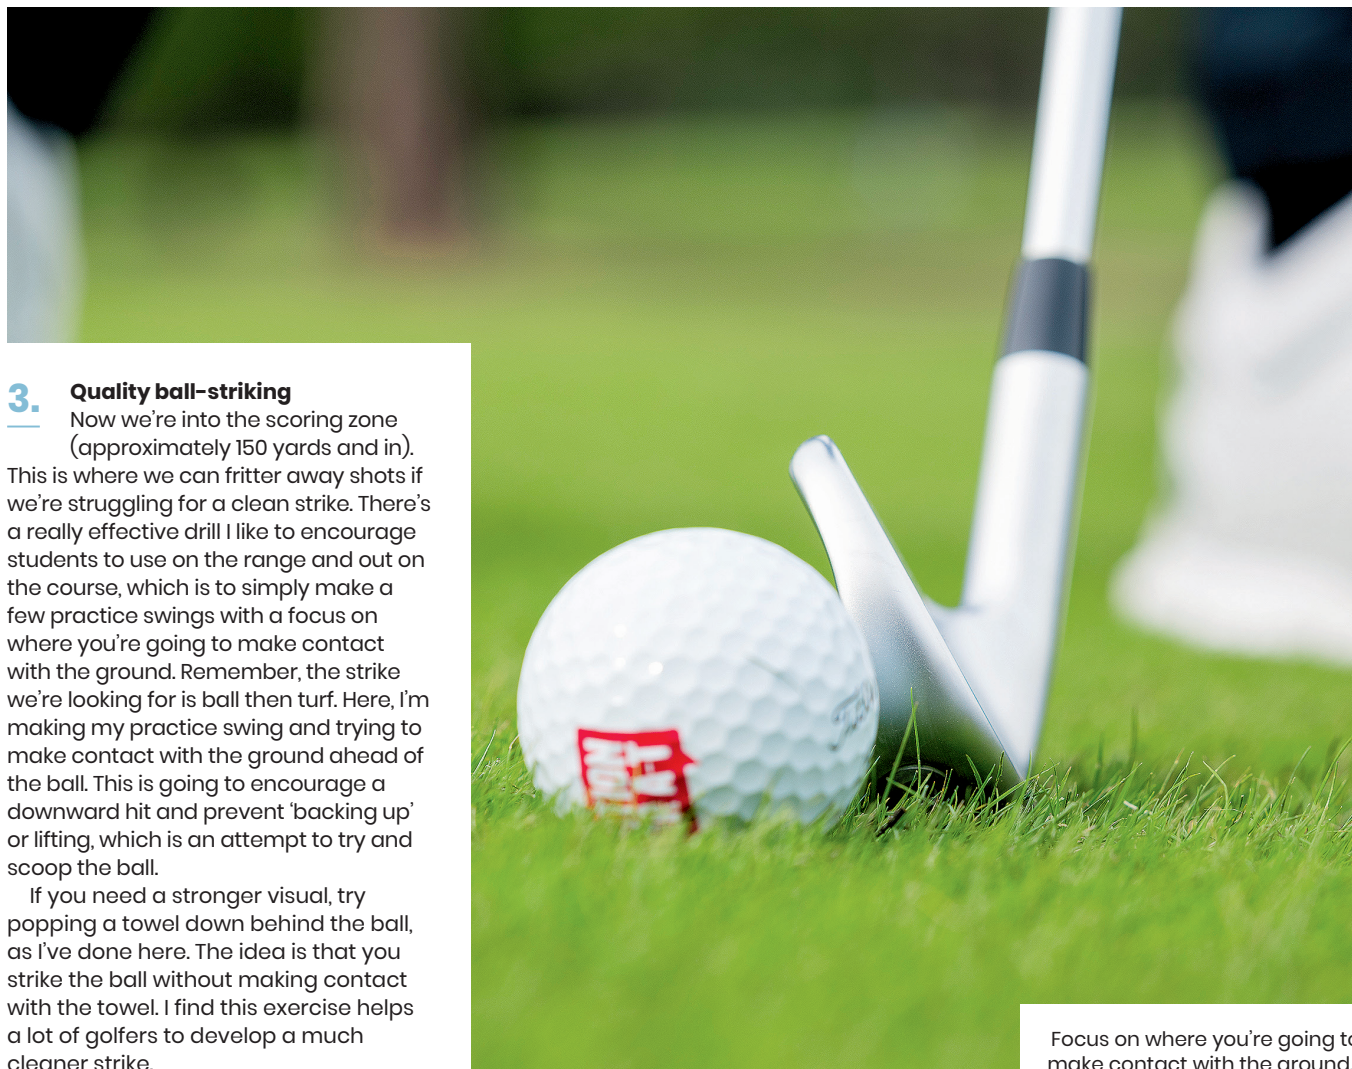 3.
Quality ball-striking
Now we're into the scoring zone
(approximately 150 yards and in).
This is where we can fritter away shots if
we're struggling for a clean strike. There's
a really effective drill I like to encourage
students to use on the range and out on
the course, which is to simply make a
few practice swings with a focus on
where you're going to make contact
with the ground. Remember, the strike
we're looking for is ball then turf. Here, I'm
making my practice swing and trying to
make contact with the ground ahead of
the ball. This is going to encourage a
downward hit and prevent ‘backing up’
or lifting, which is an attempt to try and
scoop the ball.
If you need a stronger visual, try
popping a towel down behind the ball,
as I've done here. The idea is that you
strike the ball without making contact
with the towel. I find this exercise helps
a lot of golfers to develop a much
cleaner strike.
Focus on where you're going to
make contact with the ground